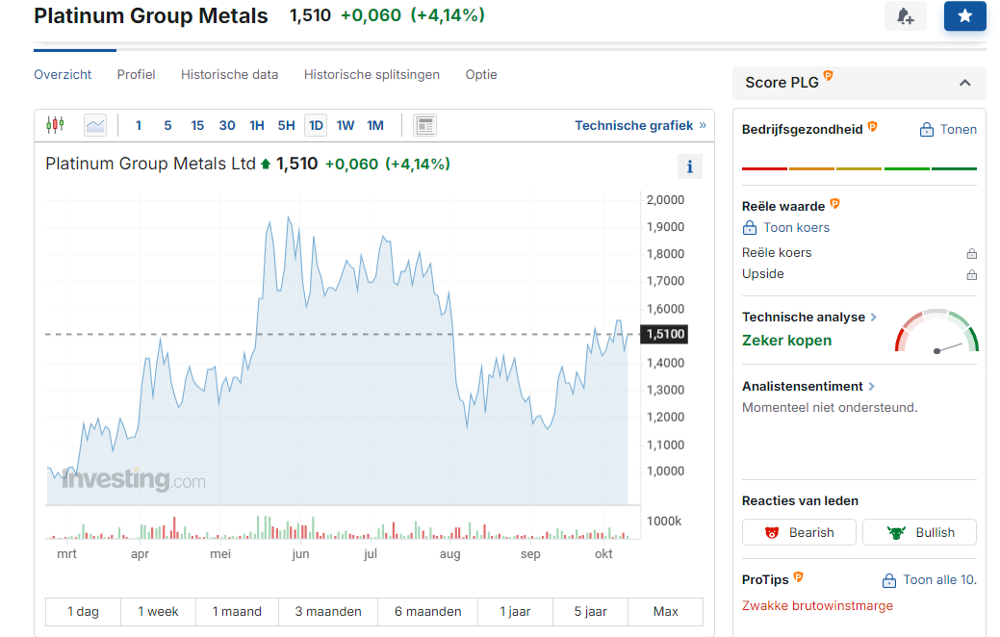 Platinum Group Metals 1,510 +0,060 (+4,14%)
Overzicht Profiel Historische data Historische splitsingen Optie
1 5 15 30 1H 5H 1D 1W 1M Technische grafiek »
Platinum Group Metals Ltd 1,510 +0,060 (+4,14%)
i
2,0000
1,9000
1,8000
1,7000
1,6000
1,5100
1,4000
1,3000
1,2000
1,1000
1,0000
Investing.com
1000k
mrt apr mei jun jul aug sep okt
1 dag 1 week 1 maand 3 maanden 6 maanden 1 jaar 5 jaar Max
Score PLG P
Bedrijfsgezondheid P Tonen
Reële waarde P
Toon koers
Reële koers
Upside
Technische analyse
Zeker kopen
Analistensentiment
Momenteel niet ondersteund.
Reacties van leden
Bearish Bullish
ProTips P Toon alle 10.
Zwakke brutowinstmarge